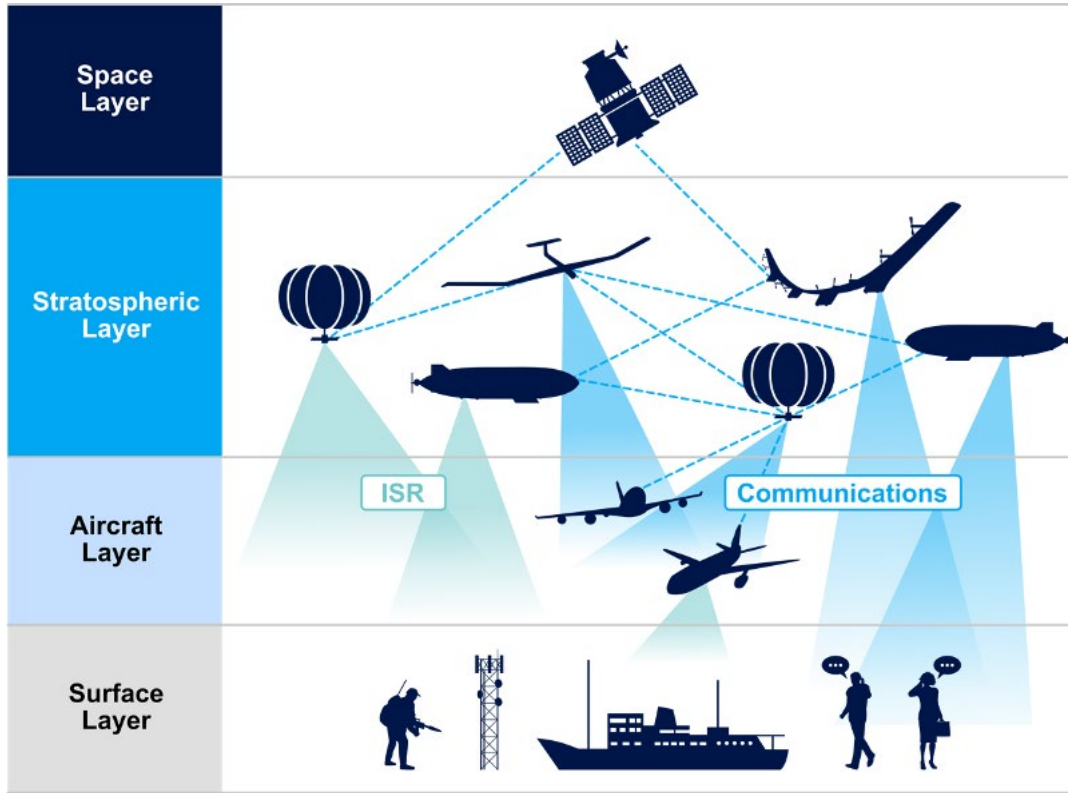 Space
Layer
Stratospheric
Layer
ISR
Communications
Aircraft
Layer
Surface
Layer